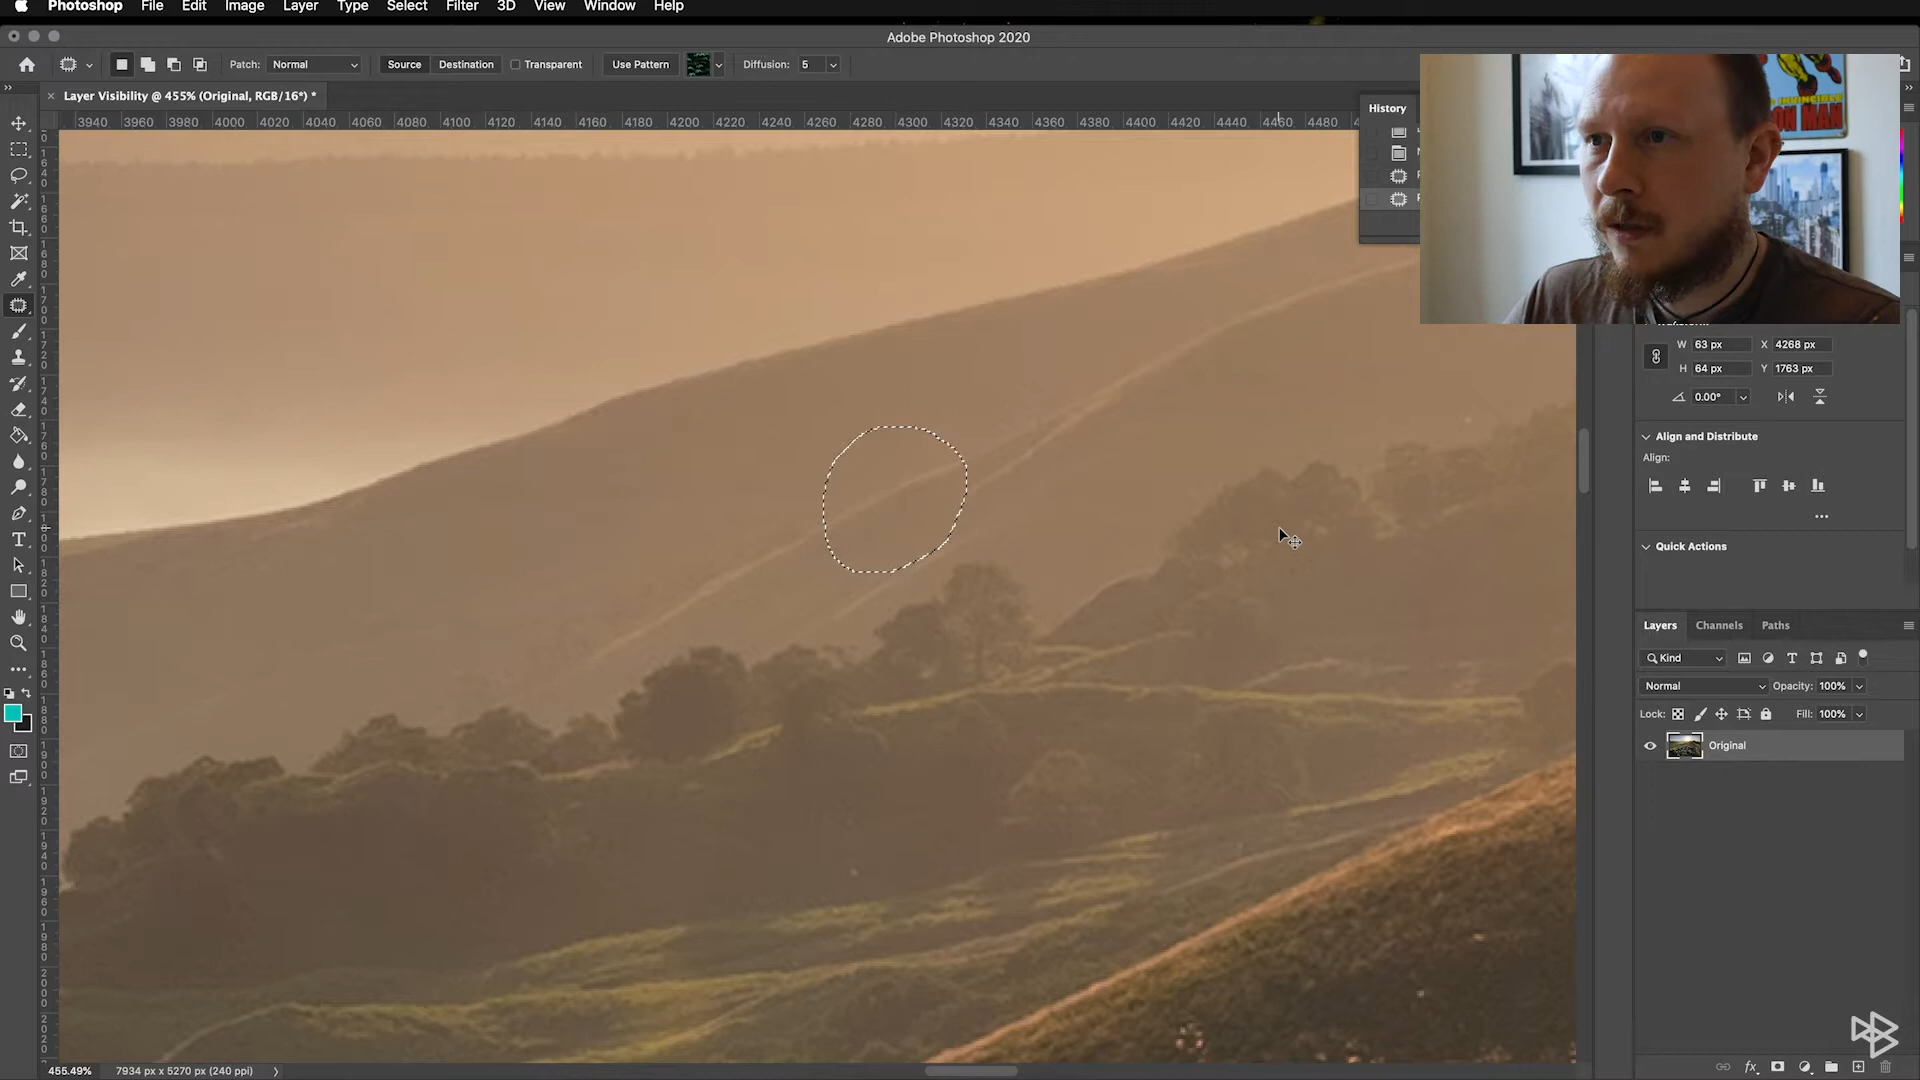 Photoshop File Edit Image Layer Type Select Filter 3D View Window Help
Adobe Photoshop 2020
Patch: Normal Source Destination Transparent Use Pattern Diffusion: 5
Layer Visibility @ 455% (Original, RGB/16*) *
3940 3960 3980 4000 4020 4040 4060 4080 4100 4120 4140 4160 4180 4200 4220 4240 4260 4280 4300 4320 4340 4360 4380 4400 4420 4440 4460 4480
History
INVINCIBLE
W 63 px X 4268 px
H 64 px Y 1763 px
0.00°
Align and Distribute
Align:
Quick Actions
Layers Channels Paths
Kind
Normal Opacity: 100%
Lock: Fill: 100%
Original
455.49% 7934 px x 5270 px (240 ppi)